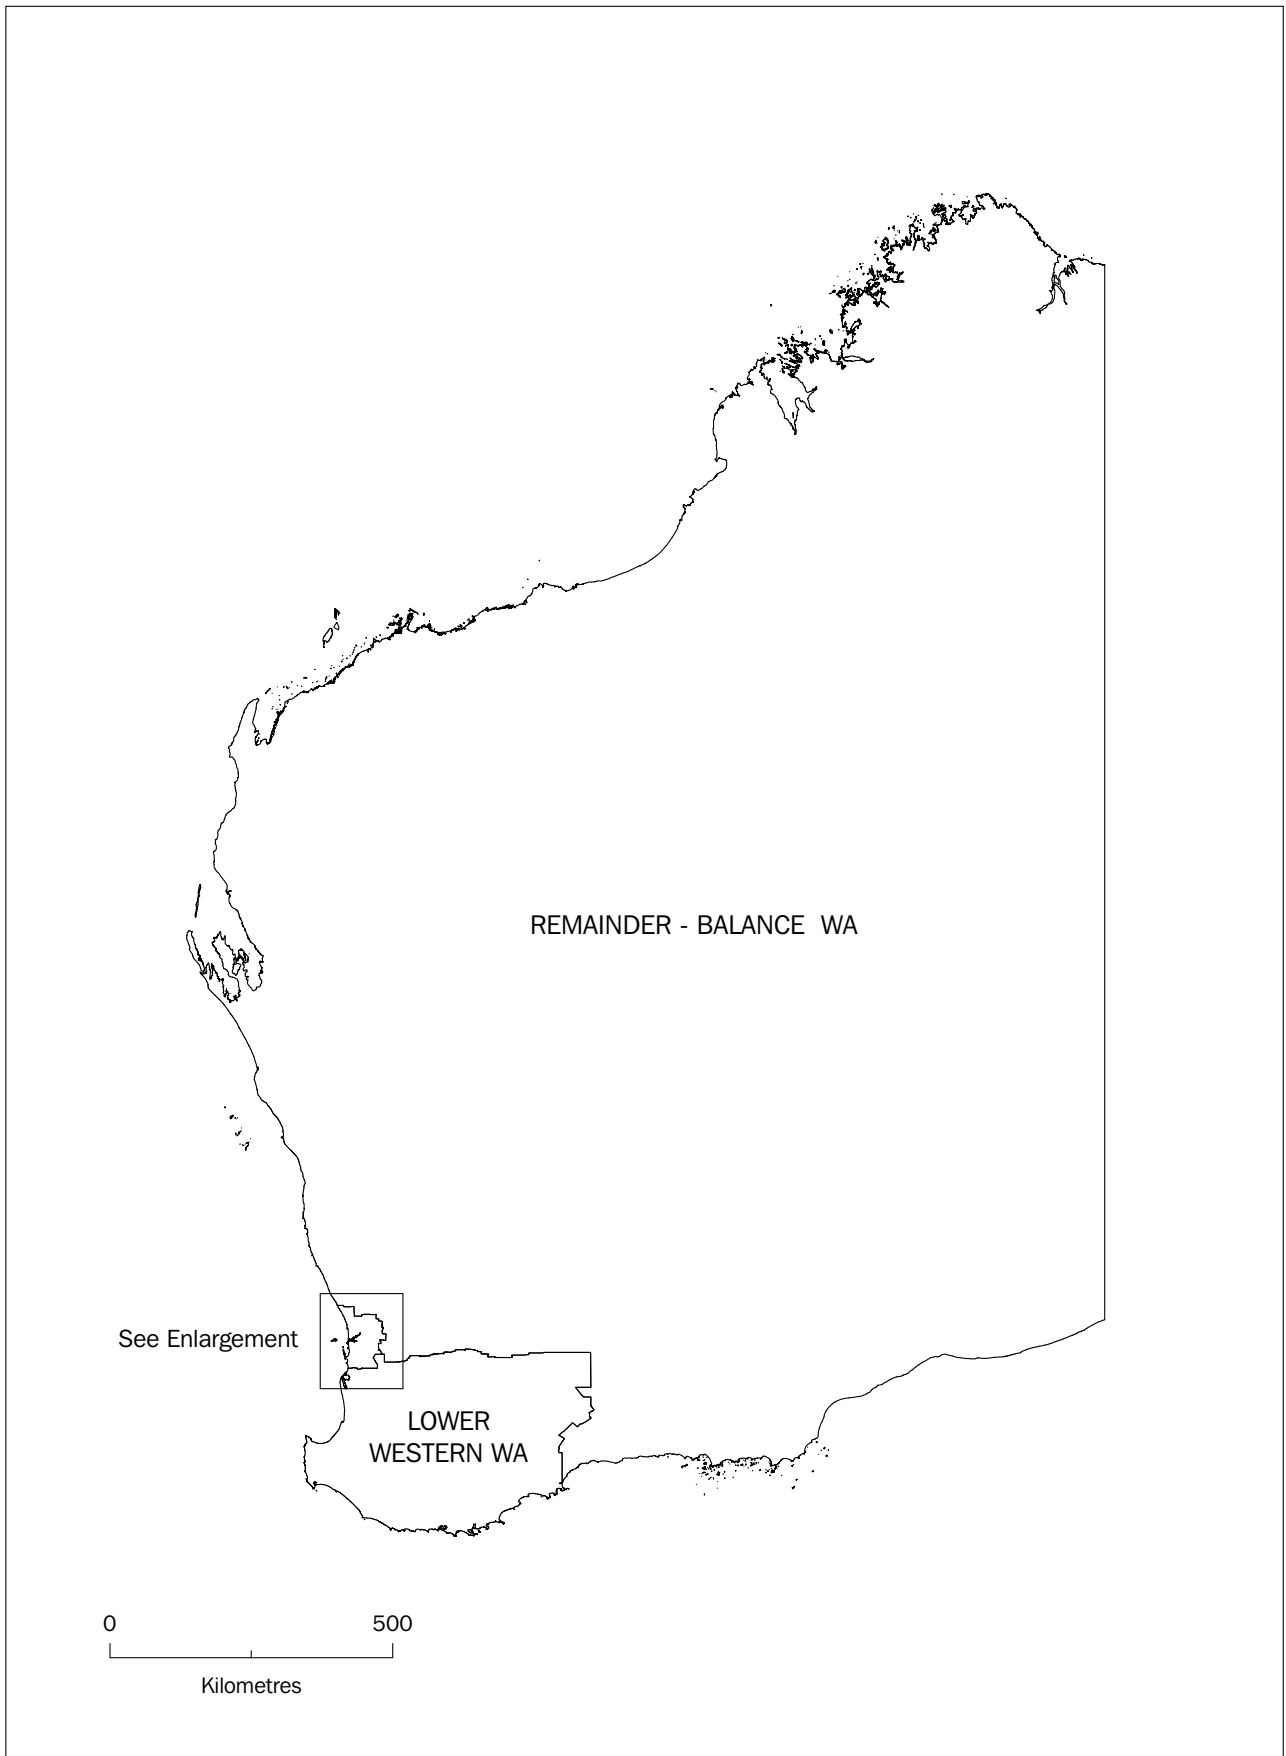 REMAINDER - BALANCE WA
See Enlargement
LOWER
WESTERN WA
0 500
Kilometres